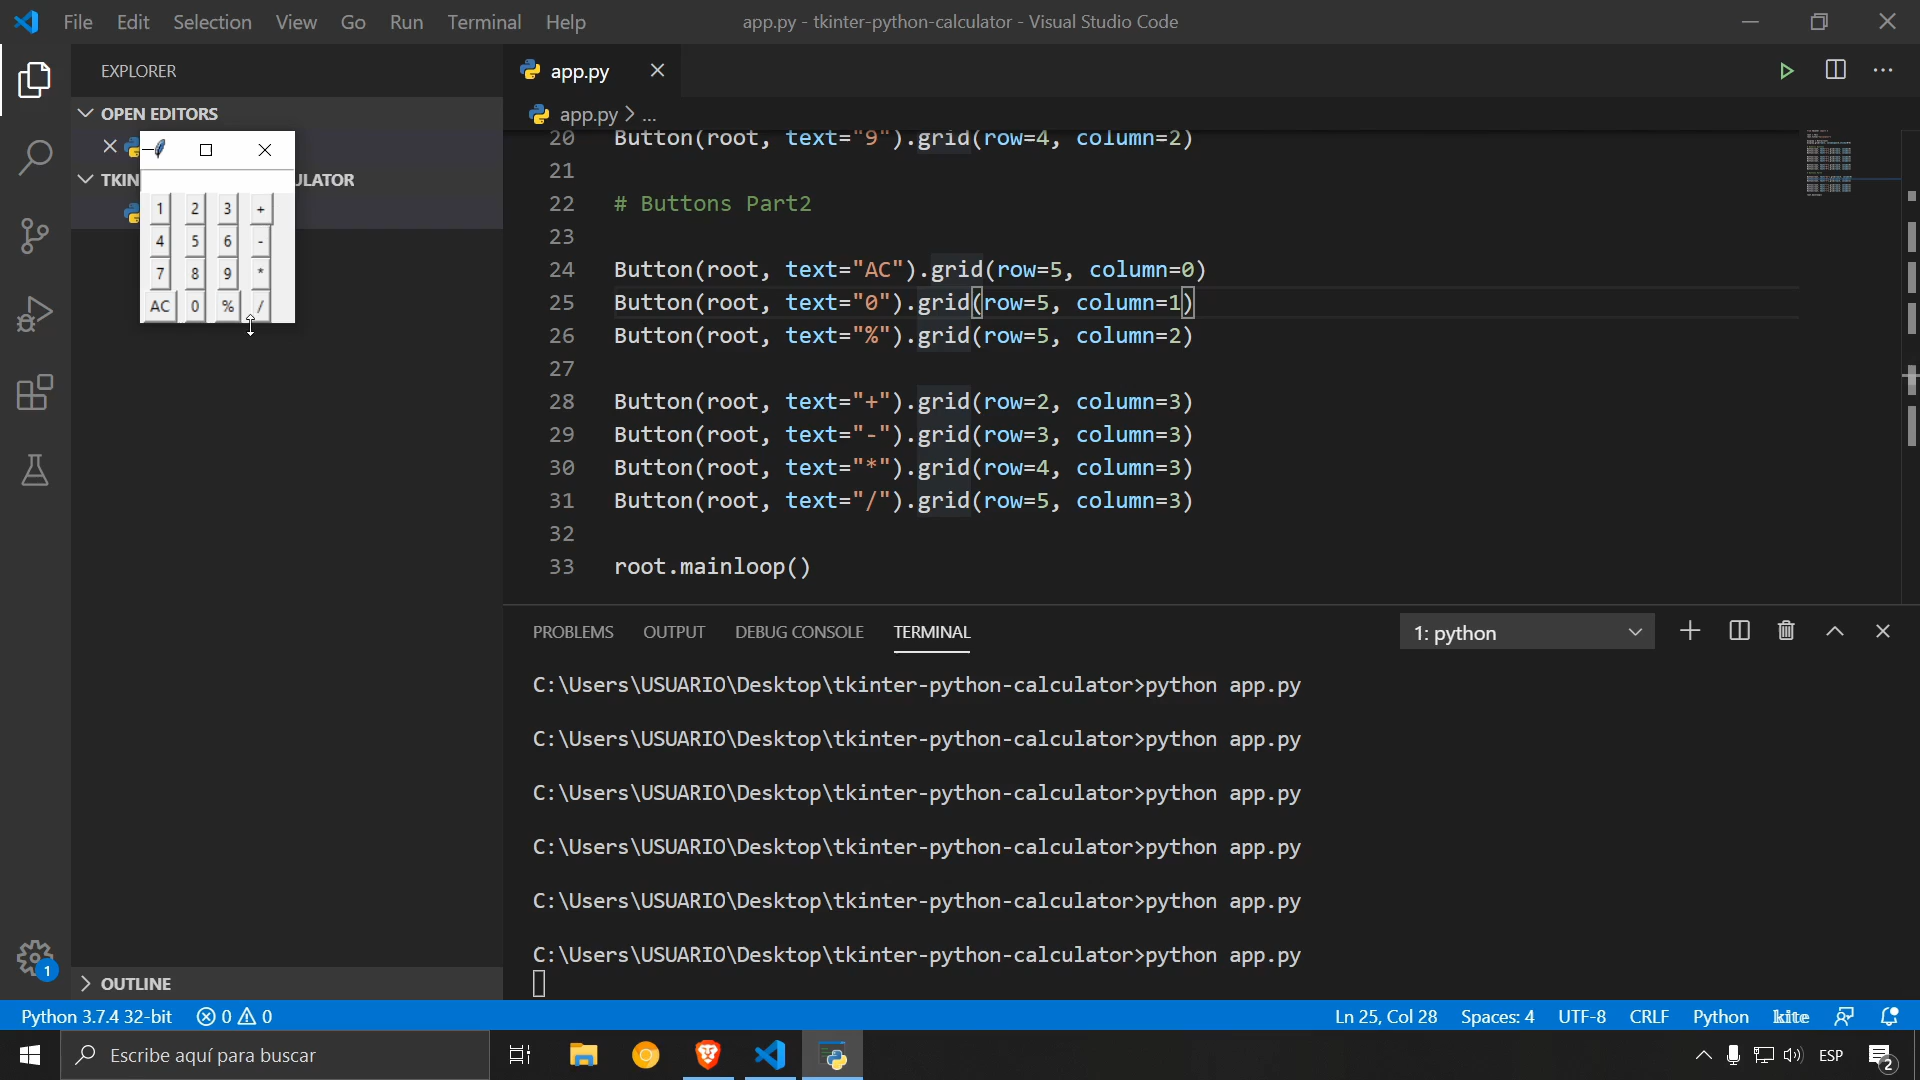 File Edit Selection View Go Run Terminal Help
app.py - tkinter-python-calculator - Visual Studio Code
EXPLORER
OPEN EDITORS
TKIN
ULATOR
1 2 3 +
4 5 6 -
7 8 9 *
AC 0 % /
app.py
app.py > ...
20 Button(root, text="9").grid(row=4, column=2)
21
22 # Buttons Part2
23
24 Button(root, text="AC").grid(row=5, column=0)
25 Button(root, text="0").grid(row=5, column=1)
26 Button(root, text="%").grid(row=5, column=2)
27
28 Button(root, text="+").grid(row=2, column=3)
29 Button(root, text="-").grid(row=3, column=3)
30 Button(root, text="*").grid(row=4, column=3)
31 Button(root, text="/").grid(row=5, column=3)
32
33 root.mainloop()
PROBLEMS OUTPUT DEBUG CONSOLE TERMINAL
1: python
C:\Users\USUARIO\Desktop\tkinter-python-calculator>python app.py
C:\Users\USUARIO\Desktop\tkinter-python-calculator>python app.py
C:\Users\USUARIO\Desktop\tkinter-python-calculator>python app.py
C:\Users\USUARIO\Desktop\tkinter-python-calculator>python app.py
C:\Users\USUARIO\Desktop\tkinter-python-calculator>python app.py
C:\Users\USUARIO\Desktop\tkinter-python-calculator>python app.py
1
OUTLINE
Python 3.7.4 32-bit 0 0
Ln 25, Col 28 Spaces: 4 UTF-8 CRLF Python kite
Escribe aquí para buscar
ESP
2